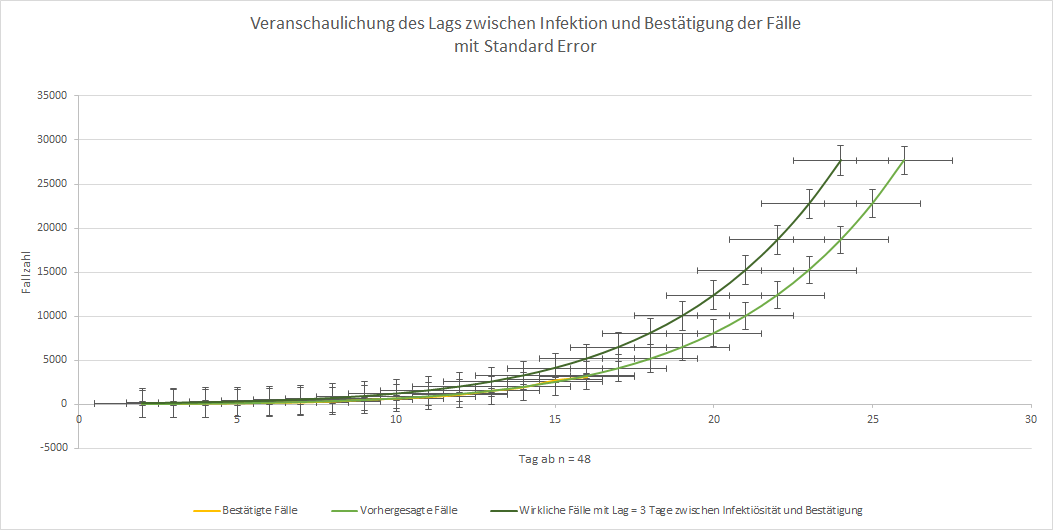 Veranschaulichung des Lags zwischen Infektion und Bestätigung der Fälle
mit Standard Error
35000
30000
25000
20000
15000
10000
5000
0
-5000
Fallzahl
0 5 10 15 20 25 30
Tag ab n = 48
Bestätigte Fälle Vorhergesagte Fälle Wirkliche Fälle mit Lag = 3 Tage zwischen Infektiösität und Bestätigung